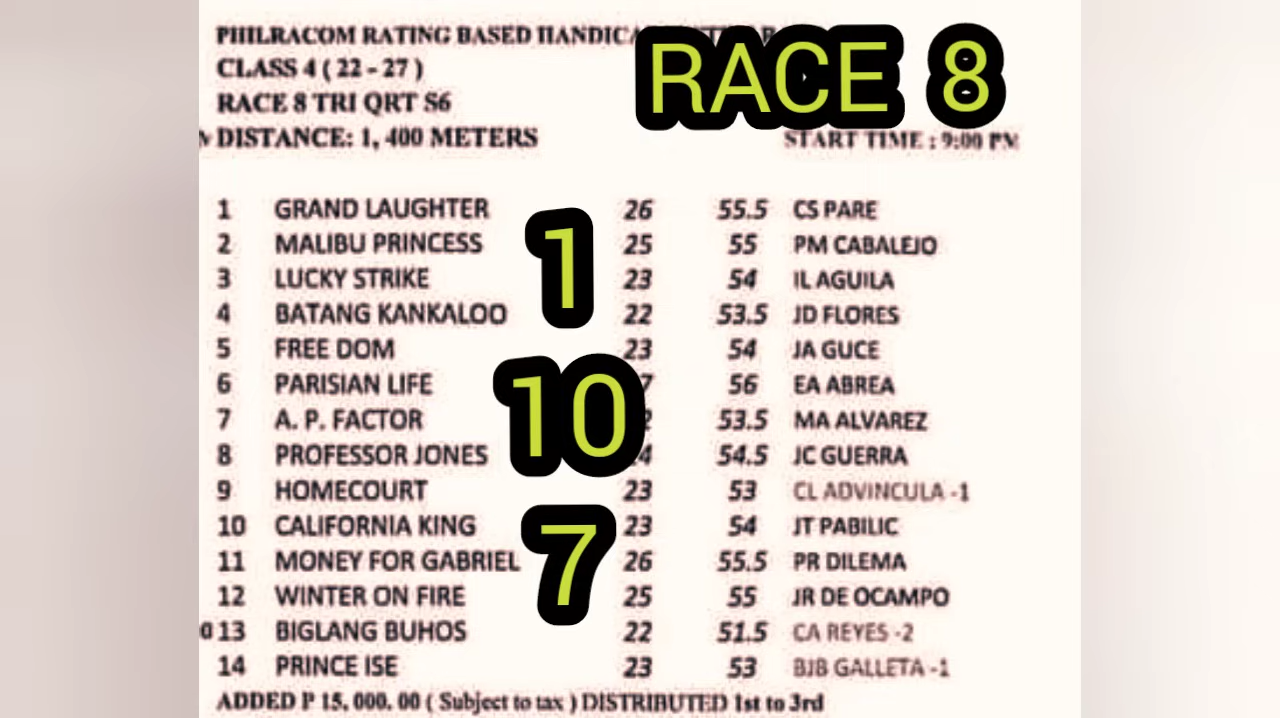 PHILRACOM RATING BASED HANDICA
RACE 8
CLASS 4 ( 22 - 27 )
RACE 8 TRI QRT S6
DISTANCE: 1, 400 METERS START TIME : 9:00 PM
1 GRAND LAUGHTER 26 55.5 CS PARE
2 MALIBU PRINCESS 25 55 PM CABALEJO
1
3 LUCKY STRIKE 23 54 IL AGUILA
4 BATANG KANKALOO 22 53.5 JD FLORES
5 FREE DOM 23 54 JA GUCE
6 PARISIAN LIFE 56 EA ABREA
10
7 A. P. FACTOR 53.5 MA ALVAREZ
8 PROFESSOR JONES 54.5 JC GUERRA
9 HOMECOURT 23 53 CL ADVINCULA -1
10 CALIFORNIA KING 23 54 JT PABILIC
7
11 MONEY FOR GABRIEL 26 55.5 PR DILEMA
12 WINTER ON FIRE 25 55 JR DE OCAMPO
13 BIGLANG BUHOS 22 51.5 CA REYES -2
14 PRINCE ISE 23 53 BJB GALLETA -1
ADDED P 15, 000. 00 ( Subject to tax ) DISTRIBUTED 1st to 3rd